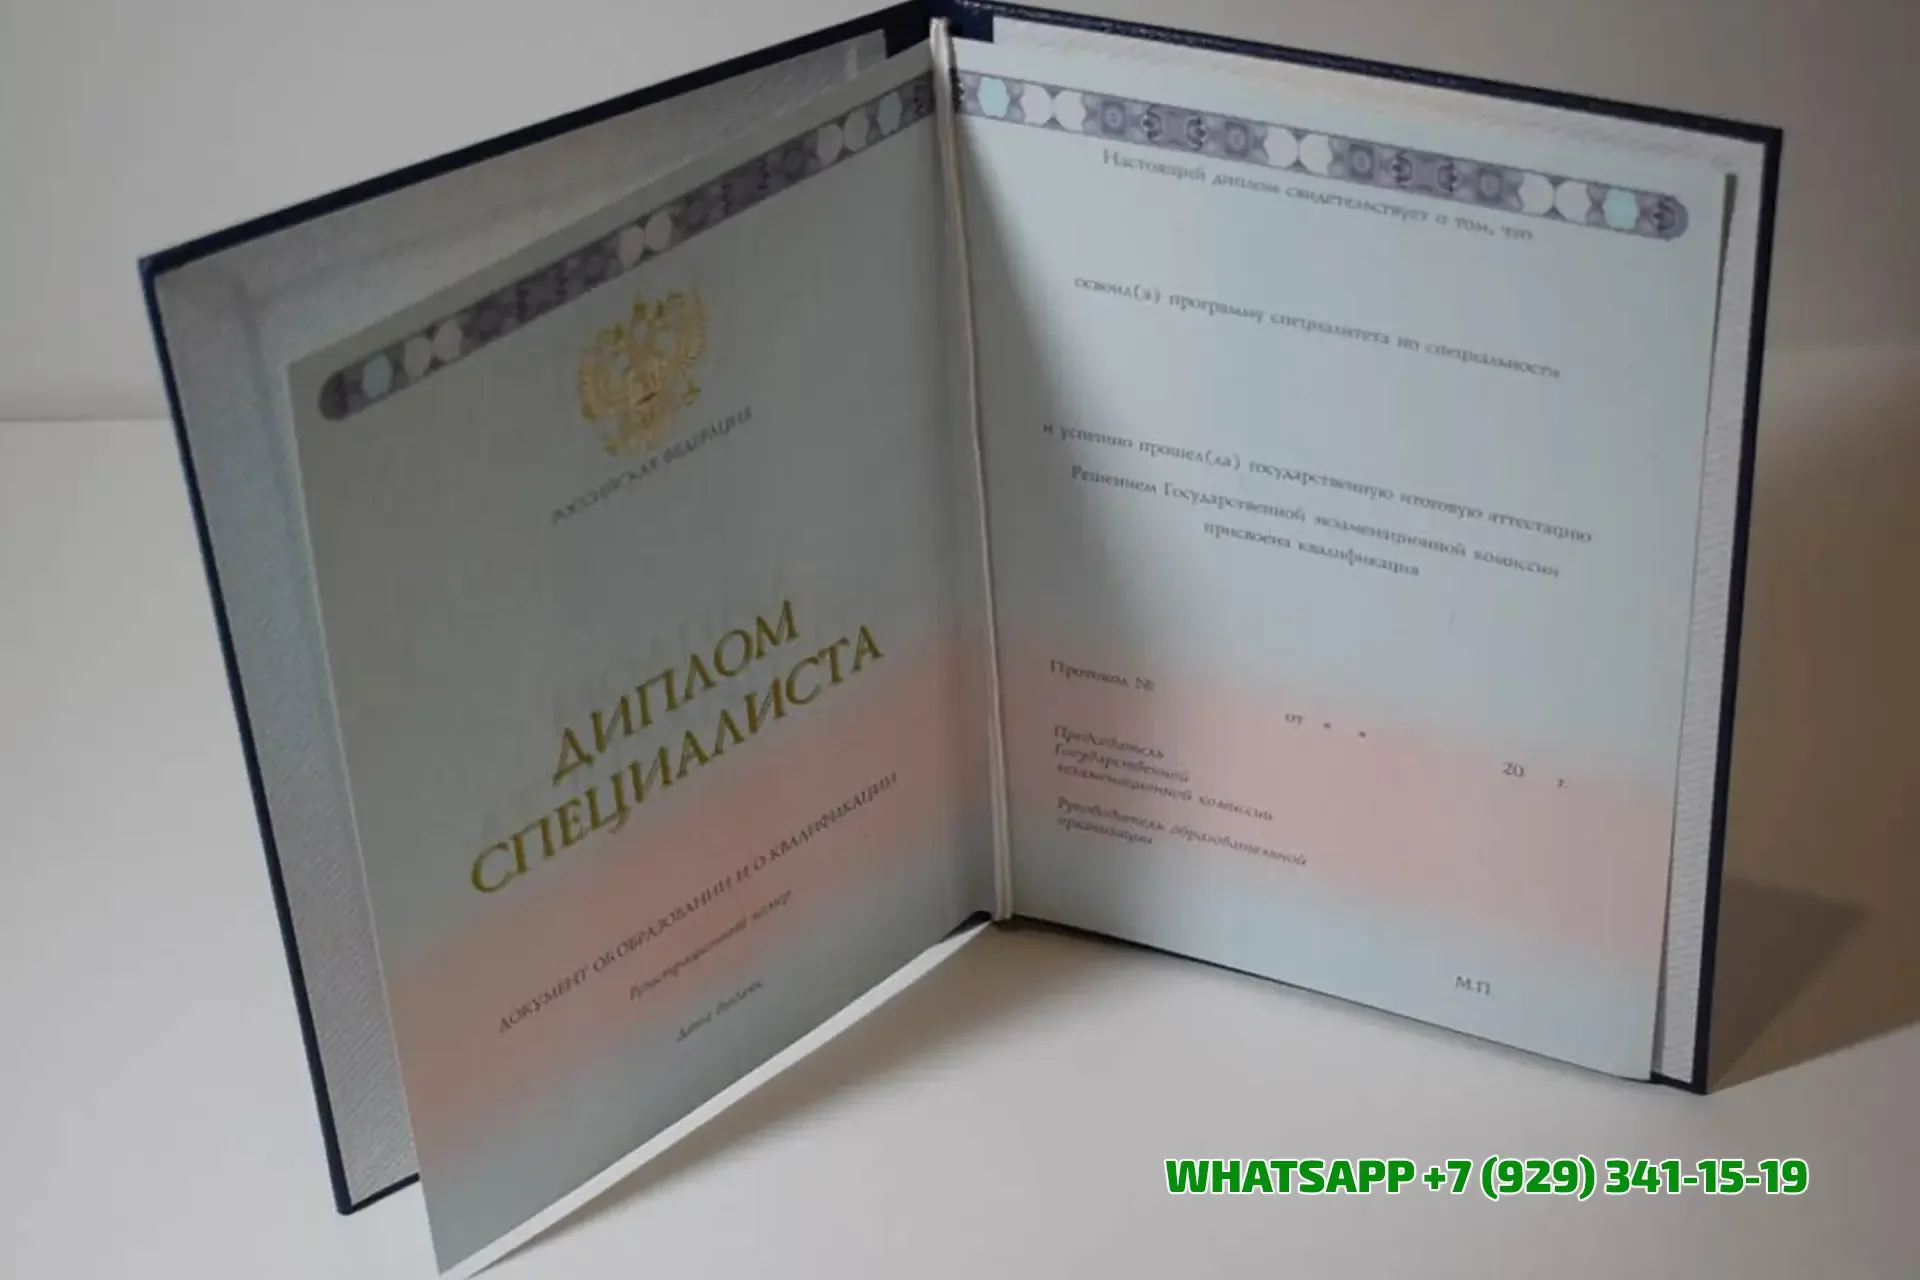 РОССИЙСКАЯ ФЕДЕРАЦИЯ
ДИПЛОМ
СПЕЦИАЛИСТА
ДОКУМЕНТ ОБ ОБРАЗОВАНИИ И О КВАЛИФИКАЦИИ
Регистрационный номер
Дата выдачи
Настоящий диплом свидетельствует о том, что
освоил(а) программу специалитета по специальности
и успешно прошел(ла) государственную итоговую аттестацию
Решением Государственной экзаменационной комиссии
присвоена квалификация
Протокол №
от « »
20 г.
Председатель
Государственной
экзаменационной комиссии
Руководитель образовательной
организации
М.П.
WHATSAPP +7 (929) 341-15-19